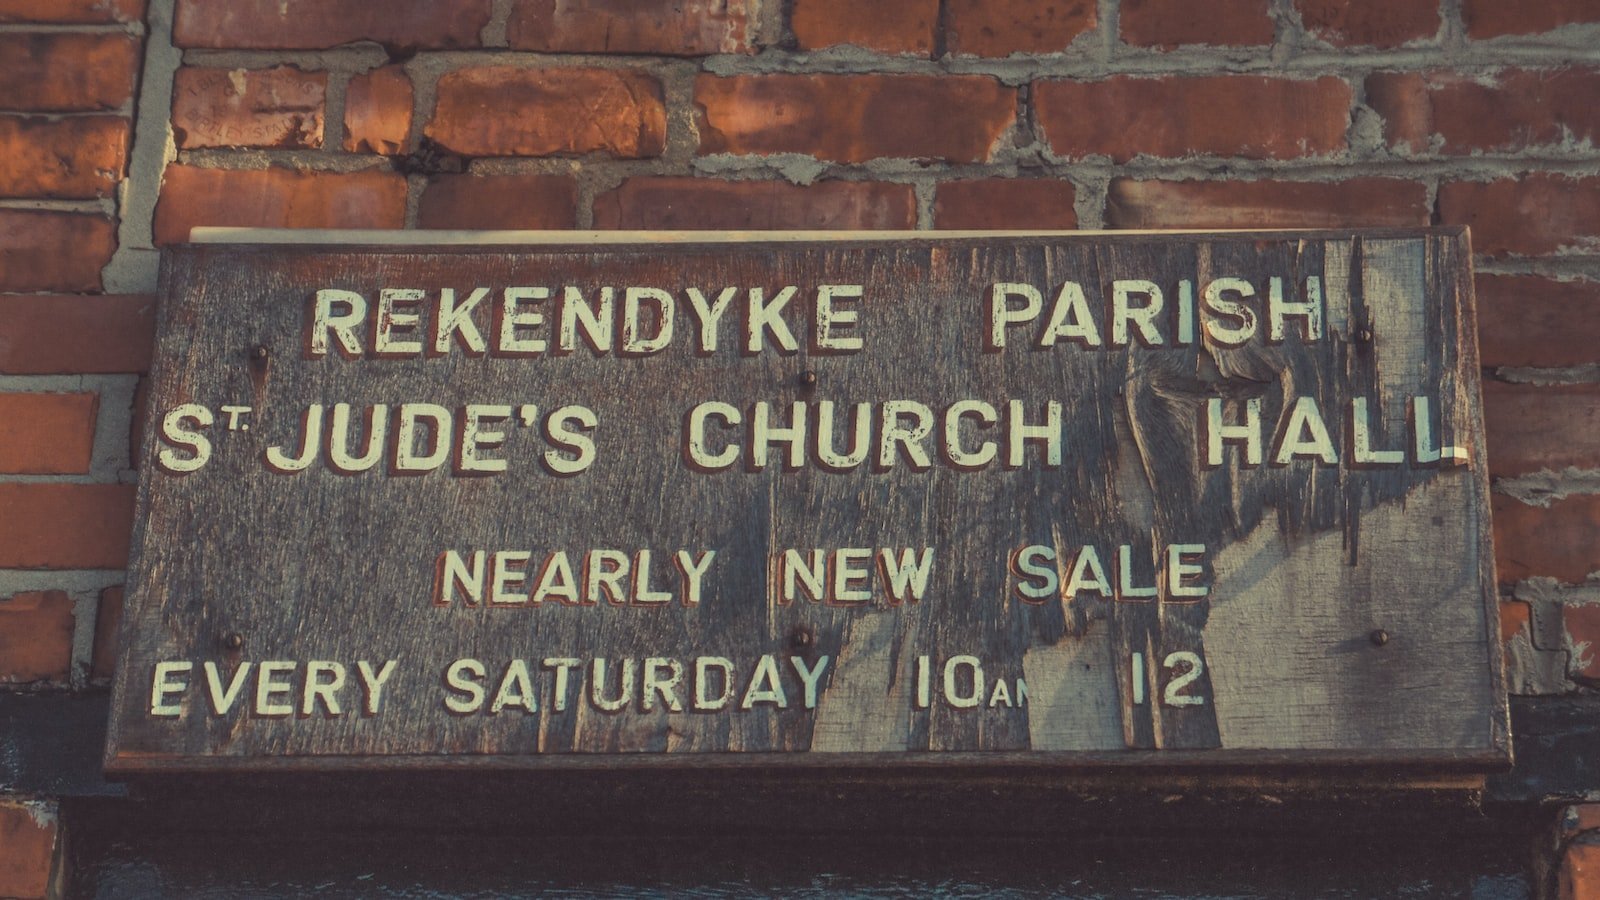 REKENDYKE PARISH
ST. JUDE'S CHURCH HALL
NEARLY NEW SALE
EVERY SATURDAY 10AM 12